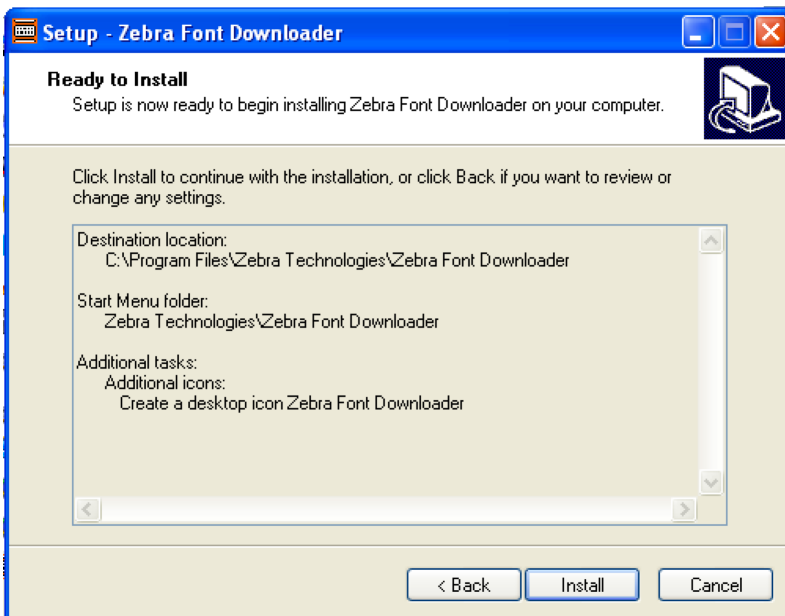 Setup - Zebra Font Downloader
Ready to Install
Setup is now ready to begin installing Zebra Font Downloader on your computer.
Click Install to continue with the installation, or click Back if you want to review or
change any settings.
Destination location:
C:\Program Files\Zebra Technologies\Zebra Font Downloader
Start Menu folder:
Zebra Technologies\Zebra Font Downloader
Additional tasks:
Additional icons:
Create a desktop icon Zebra Font Downloader
< Back
Install
Cancel